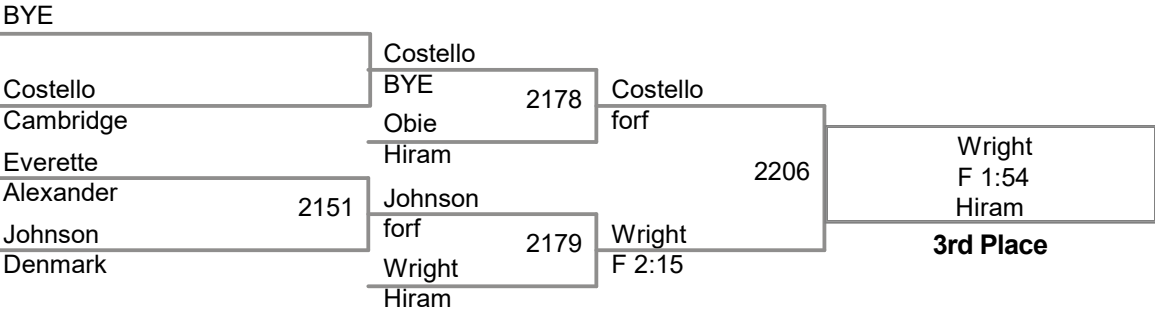 BYE
Costello
Cambridge
Everette
Alexander
2151
Johnson
Denmark
Costello
BYE
2178
Obie
Hiram
Johnson
forf
2179
Wright
Hiram
Costello
forf
2206
Wright
F 2:15
Wright
F 1:54
Hiram
3rd Place